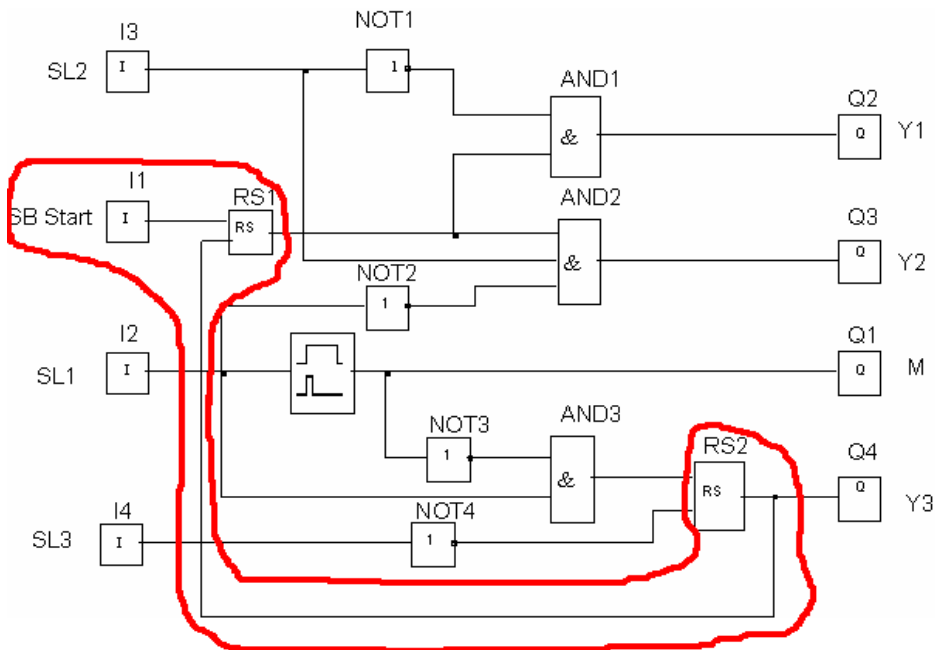 NOT1
I3
SL2
I
1
AND1
&
Q2
Q
Y1
I1
SB Start
I
RS1
RS
AND2
&
Q3
Q
Y2
NOT2
1
I2
SL1
I
Q1
Q
M
NOT3
1
AND3
&
RS2
RS
Q4
Q
Y3
I4
SL3
I
NOT4
1